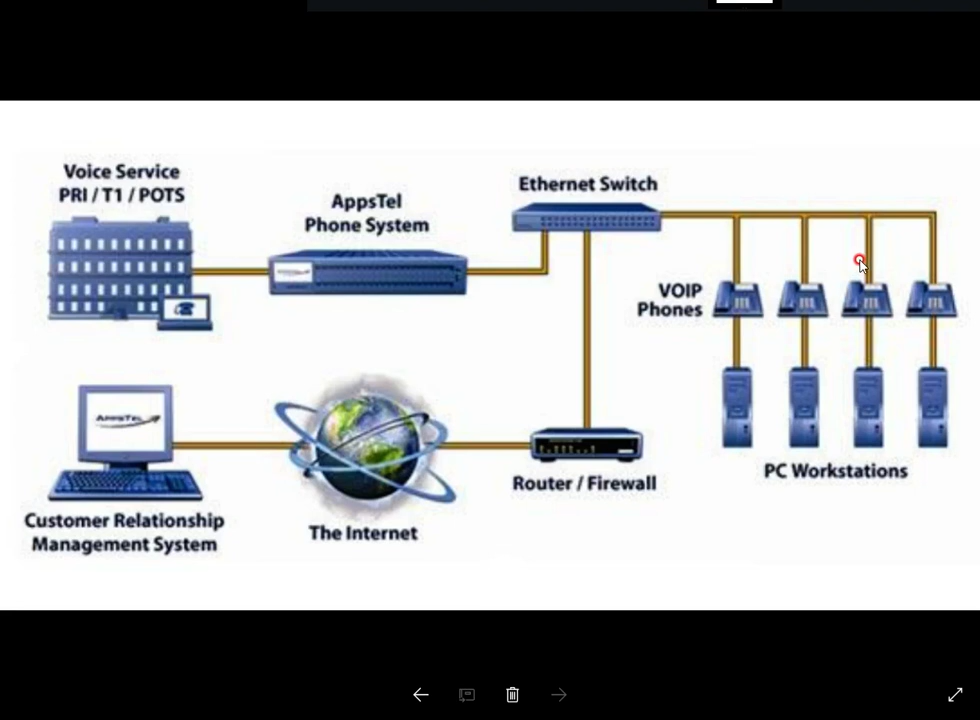 Voice Service
PRI / T1 / POTS
AppsTel
Phone System
Ethernet Switch
VOIP
Phones
PC Workstations
APPSTEL
Customer Relationship
Management System
The Internet
Router / Firewall